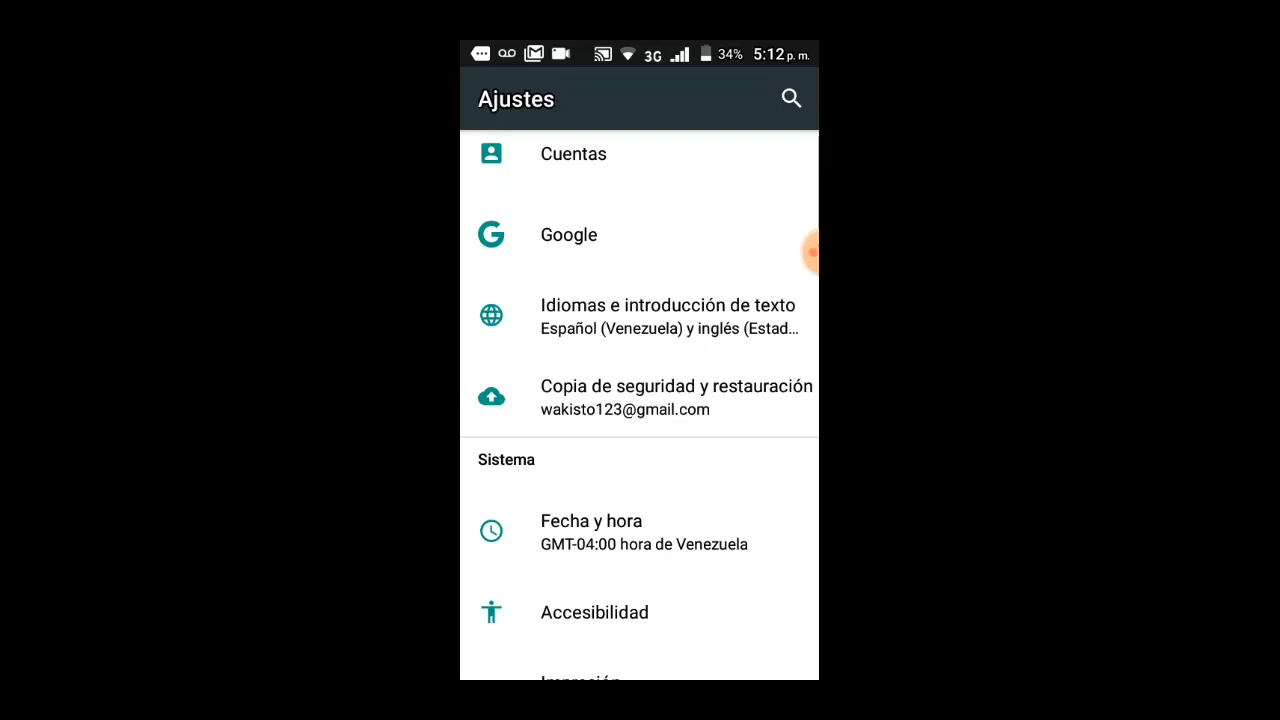 3G 34% 5:12 p. m.
Ajustes
Cuentas
Google
Idiomas e introducción de texto
Español (Venezuela) y inglés (Estad...
Copia de seguridad y restauración
wakisto123@gmail.com
Sistema
Fecha y hora
GMT-04:00 hora de Venezuela
Accesibilidad